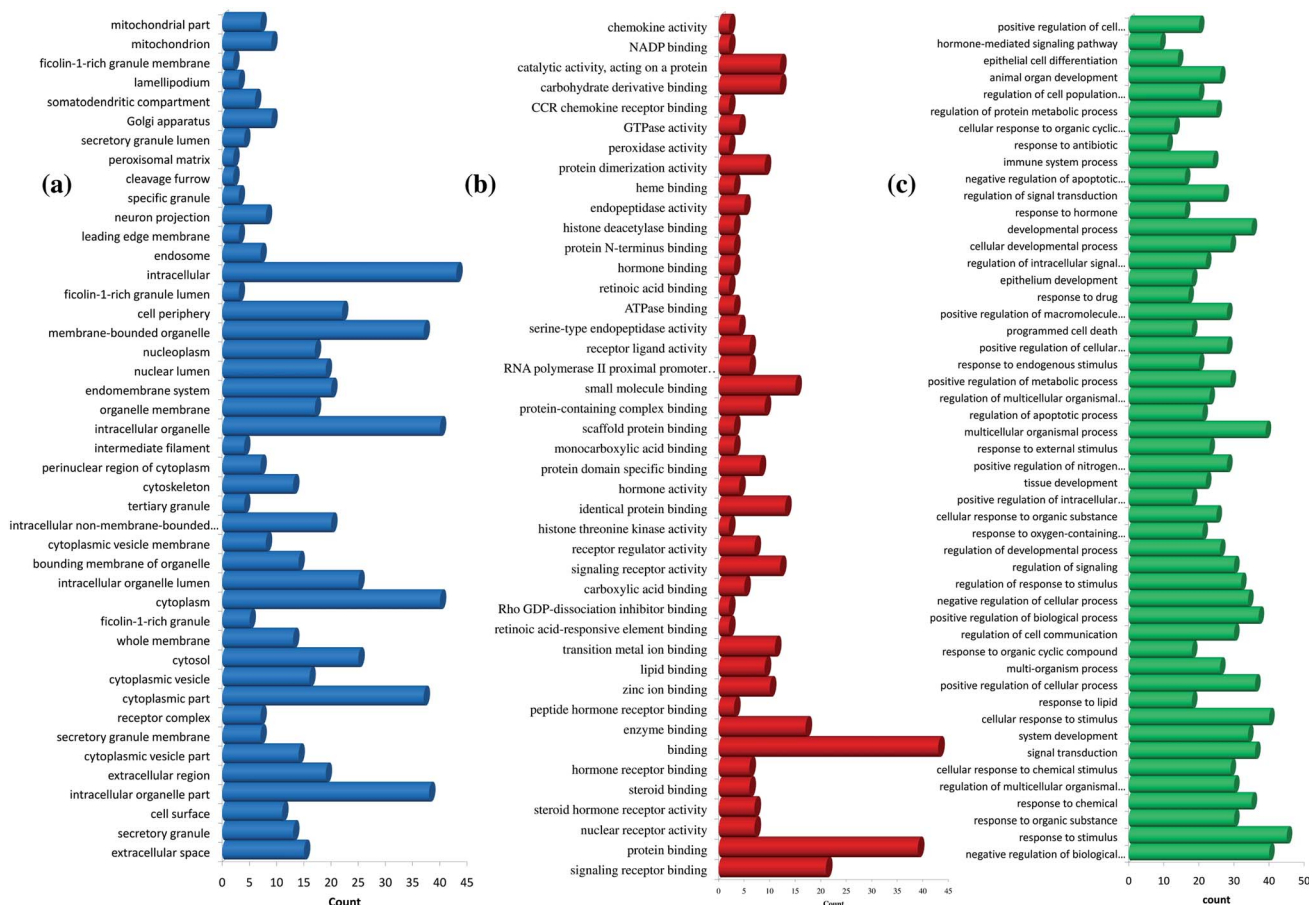 (a)
mitochondrial part
mitochondrion
ficolin-1-rich granule membrane
lamellipodium
somatodendritic compartment
Golgi apparatus
secretory granule lumen
peroxisomal matrix
cleavage furrow
specific granule
neuron projection
leading edge membrane
endosome
intracellular
ficolin-1-rich granule lumen
cell periphery
membrane-bounded organelle
nucleoplasm
nuclear lumen
endomembrane system
organelle membrane
intracellular organelle
intermediate filament
perinuclear region of cytoplasm
cytoskeleton
tertiary granule
intracellular non-membrane-bounded...
cytoplasmic vesicle membrane
bounding membrane of organelle
intracellular organelle lumen
cytoplasm
ficolin-1-rich granule
whole membrane
cytosol
cytoplasmic vesicle
cytoplasmic part
receptor complex
secretory granule membrane
cytoplasmic vesicle part
extracellular region
intracellular organelle part
cell surface
secretory granule
extracellular space
0 5 10 15 20 25 30 35 40 45
Count
(b)
chemokine activity
NADP binding
catalytic activity, acting on a protein
carbohydrate derivative binding
CCR chemokine receptor binding
GTPase activity
peroxidase activity
protein dimerization activity
heme binding
endopeptidase activity
histone deacetylase binding
protein N-terminus binding
hormone binding
retinoic acid binding
ATPase binding
serine-type endopeptidase activity
receptor ligand activity
RNA polymerase II proximal promoter..
small molecule binding
protein-containing complex binding
scaffold protein binding
monocarboxylic acid binding
protein domain specific binding
hormone activity
identical protein binding
histone threonine kinase activity
receptor regulator activity
signaling receptor activity
carboxylic acid binding
Rho GDP-dissociation inhibitor binding
retinoic acid-responsive element binding
transition metal ion binding
lipid binding
zinc ion binding
peptide hormone receptor binding
enzyme binding
binding
hormone receptor binding
steroid binding
steroid hormone receptor activity
nuclear receptor activity
protein binding
signaling receptor binding
0 5 10 15 20 25 30 35 40 45
Count
(c)
positive regulation of cell...
hormone-mediated signaling pathway
epithelial cell differentiation
animal organ development
regulation of cell population...
regulation of protein metabolic process
cellular response to organic cyclic...
response to antibiotic
immune system process
negative regulation of apoptotic...
regulation of signal transduction
response to hormone
developmental process
cellular developmental process
regulation of intracellular signal...
epithelium development
response to drug
positive regulation of macromolecule...
programmed cell death
positive regulation of cellular...
response to endogenous stimulus
positive regulation of metabolic process
regulation of multicellular organismal...
regulation of apoptotic process
multicellular organismal process
response to external stimulus
positive regulation of nitrogen...
tissue development
positive regulation of intracellular...
cellular response to organic substance
response to oxygen-containing...
regulation of developmental process
regulation of signaling
regulation of response to stimulus
negative regulation of cellular process
positive regulation of biological process
regulation of cell communication
response to organic cyclic compound
multi-organism process
positive regulation of cellular process
response to lipid
cellular response to stimulus
system development
signal transduction
cellular response to chemical stimulus
regulation of multicellular organismal...
response to chemical
response to organic substance
response to stimulus
negative regulation of biological...
0 10 20 30 40 50
count